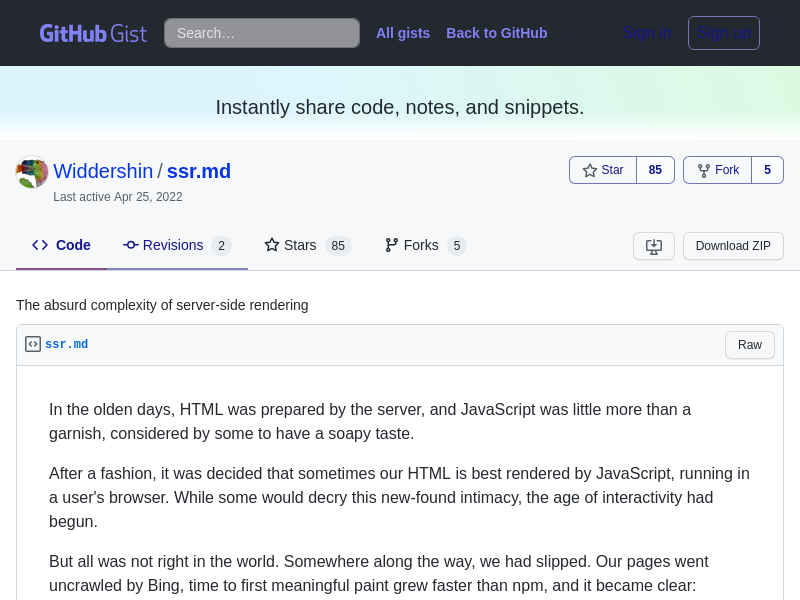 GitHub Gist Search… All gists Back to GitHub Sign in Sign up
Instantly share code, notes, and snippets.
Widdershin / ssr.md
Star 85 Fork 5
Last active Apr 25, 2022
Code Revisions 2 Stars 85 Forks 5 Download ZIP
The absurd complexity of server-side rendering
ssr.md Raw
In the olden days, HTML was prepared by the server, and JavaScript was little more than a
garnish, considered by some to have a soapy taste.
After a fashion, it was decided that sometimes our HTML is best rendered by JavaScript, running in
a user's browser. While some would decry this new-found intimacy, the age of interactivity had
begun.
But all was not right in the world. Somewhere along the way, we had slipped. Our pages went
uncrawled by Bing, time to first meaningful paint grew faster than npm, and it became clear: